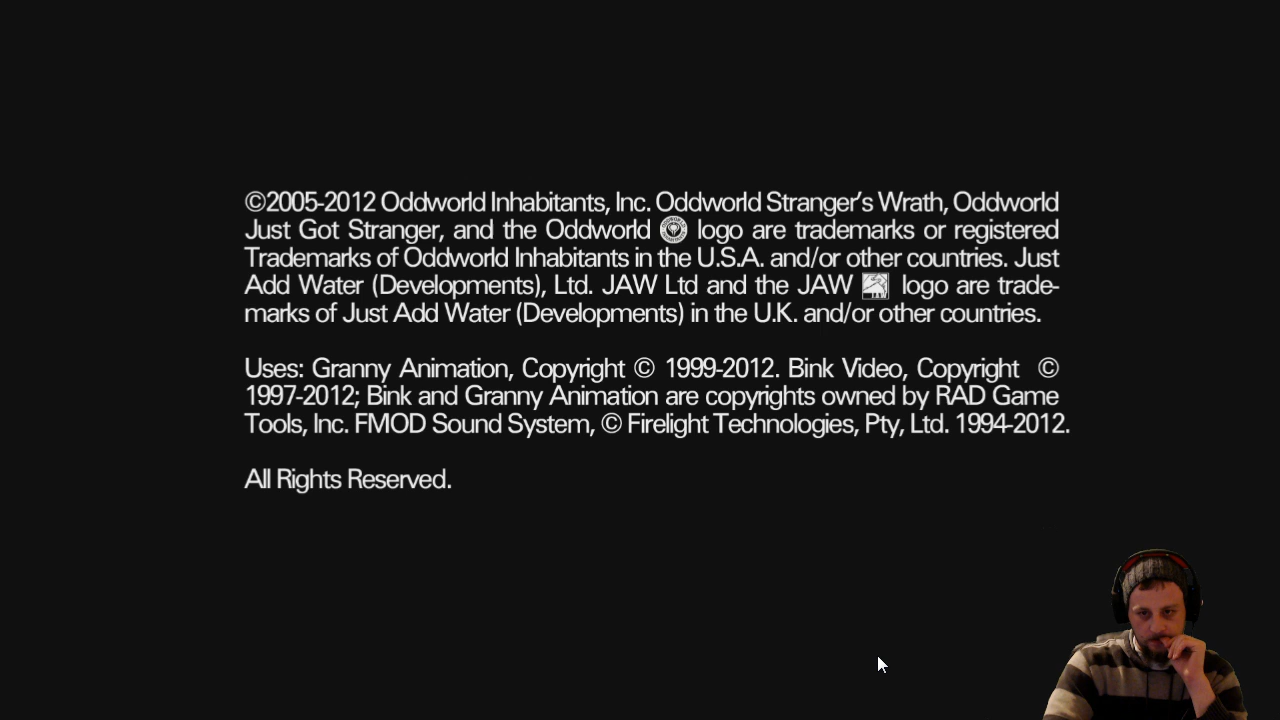 ©2005-2012 Oddworld Inhabitants, Inc. Oddworld Stranger’s Wrath, Oddworld
Just Got Stranger, and the Oddworld logo are trademarks or registered
Trademarks of Oddworld Inhabitants in the U.S.A. and/or other countries. Just
Add Water (Developments), Ltd. JAW Ltd and the JAW logo are trade-
marks of Just Add Water (Developments) in the U.K. and/or other countries.
Uses: Granny Animation, Copyright © 1999-2012. Bink Video, Copyright ©
1997-2012; Bink and Granny Animation are copyrights owned by RAD Game
Tools, Inc. FMOD Sound System, © Firelight Technologies, Pty, Ltd. 1994-2012.
All Rights Reserved.